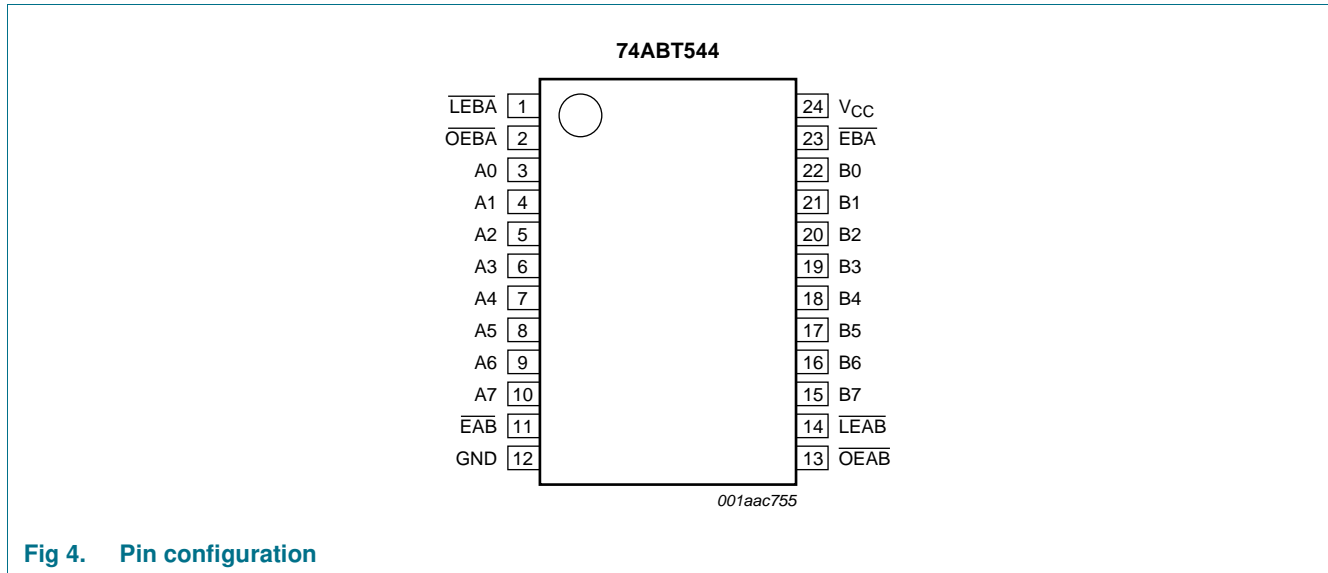 74ABT544
LEBA 1 24 VCC
OEBA 2 23 EBA
A0 3 22 B0
A1 4 21 B1
A2 5 20 B2
A3 6 19 B3
A4 7 18 B4
A5 8 17 B5
A6 9 16 B6
A7 10 15 B7
EAB 11 14 LEAB
GND 12 13 OEAB
001aac755
Fig 4. Pin configuration